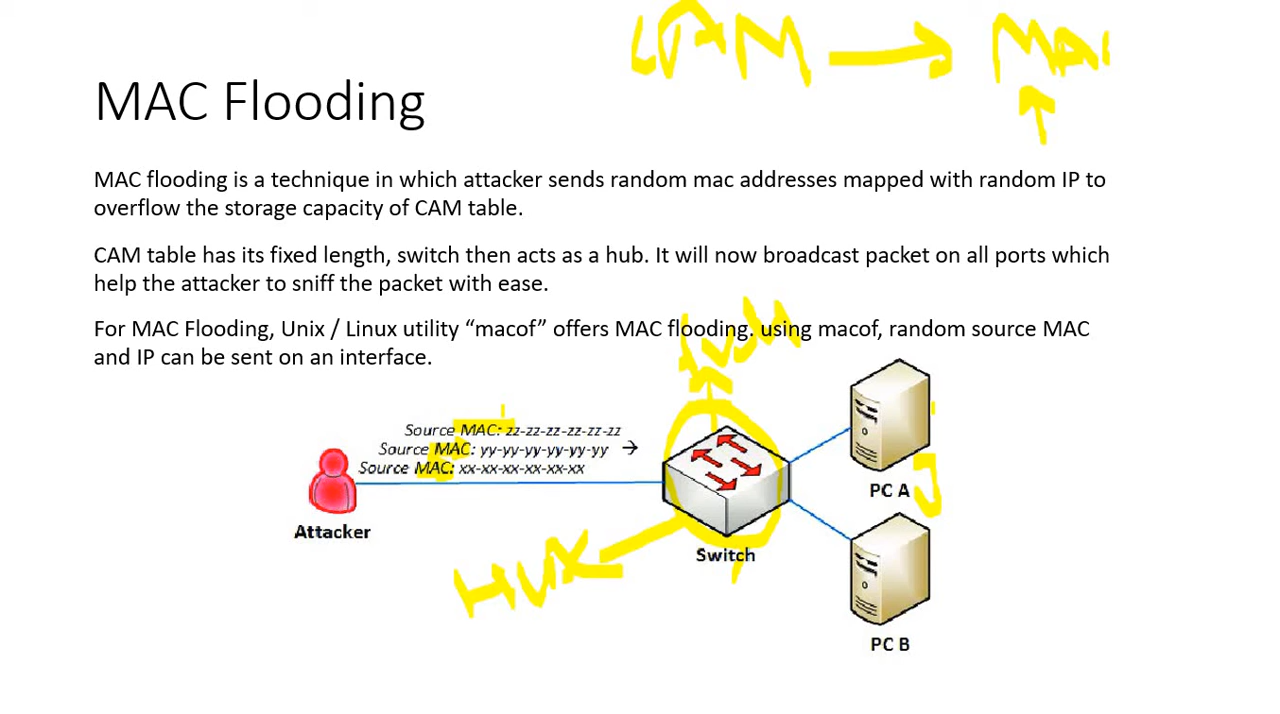 CAM → MA
MAC Flooding
MAC flooding is a technique in which attacker sends random mac addresses mapped with random IP to
overflow the storage capacity of CAM table.
CAM table has its fixed length, switch then acts as a hub. It will now broadcast packet on all ports which
help the attacker to sniff the packet with ease.
For MAC Flooding, Unix / Linux utility “macof” offers MAC flooding. using macof, random source MAC
and IP can be sent on an interface.
Source MAC: zz-zz-zz-zz-zz-zz
Source MAC: yy-yy-yy-yy-yy-yy →
Source MAC: xx-xx-xx-xx-xx-xx
PC A
Attacker
Switch
PC B